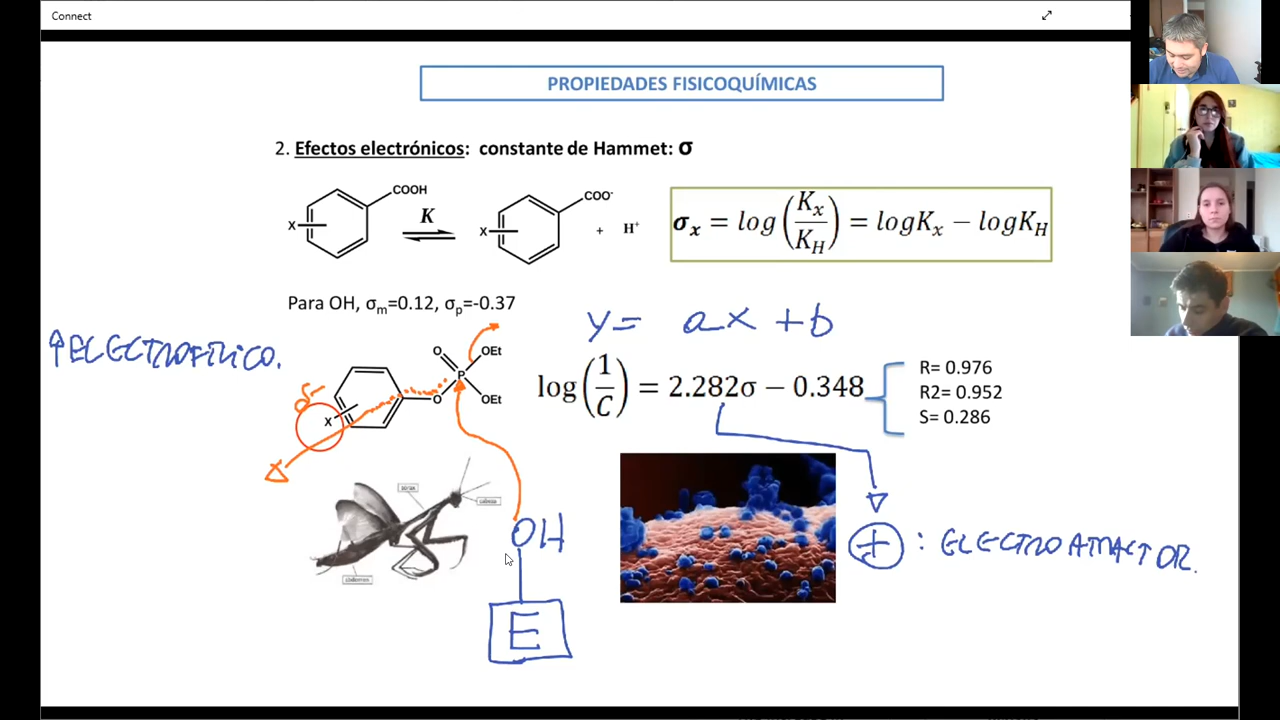 Connect
PROPIEDADES FISICOQUÍMICAS
2. Efectos electrónicos: constante de Hammet: σ
X COOH K X COO- + H+
σx = log(Kx/KH) = logKx − logKH
Para OH, σm=0.12, σp=-0.37
y = ax + b
↑ELECTROFÍLICO.
O OEt
P
O OEt
X
δ-
log(1/C) = 2.282σ − 0.348
R= 0.976
R2= 0.952
S= 0.286
OH
E
+ : ELECTROATRACTOR.